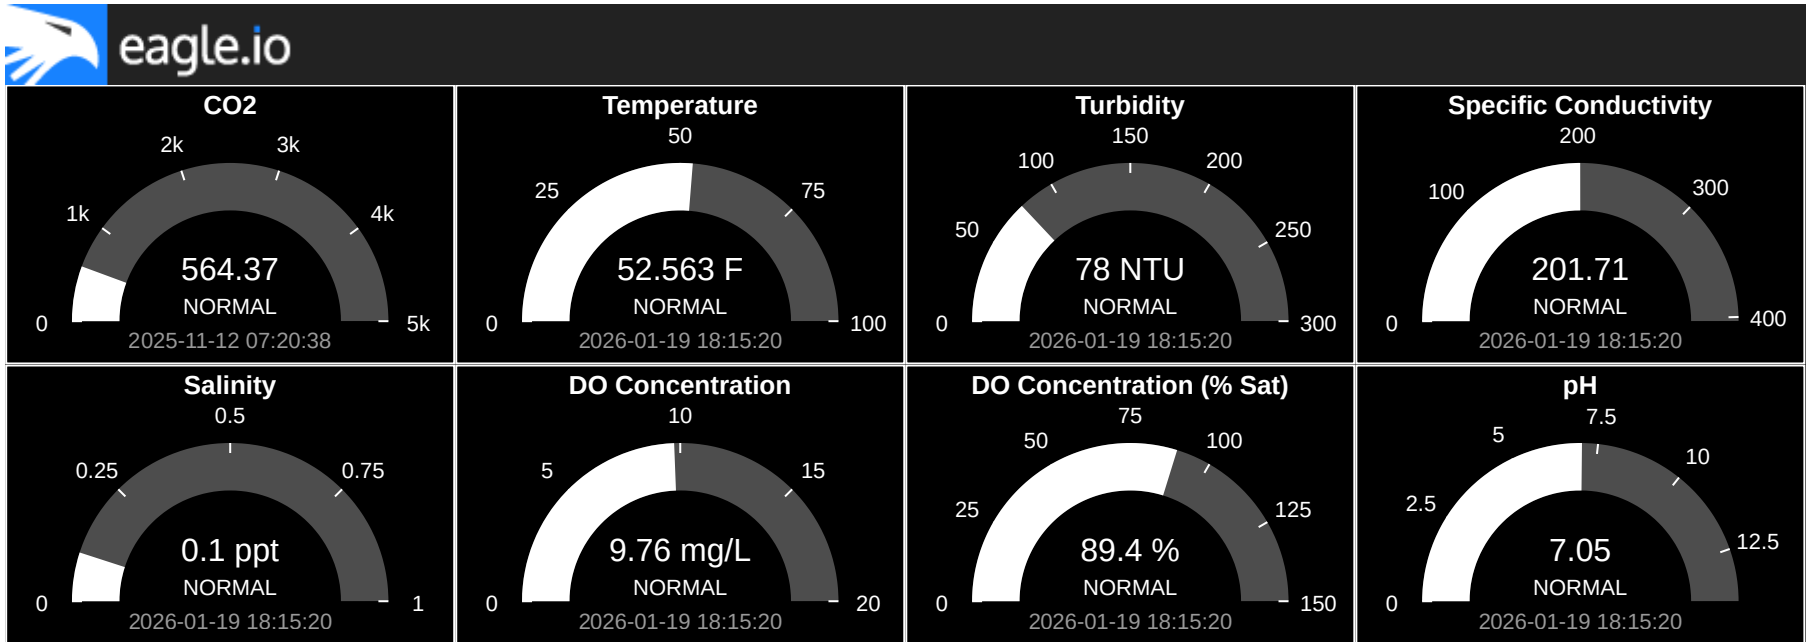 eagle.io
CO2
2k
3k
1k
4k
564.37
NORMAL
0
5k
2025-11-12 07:20:38
Temperature
50
25
75
52.563 F
NORMAL
0
100
2026-01-19 18:15:20
Turbidity
150
100
200
50
250
78 NTU
NORMAL
0
300
2026-01-19 18:15:20
Specific Conductivity
200
100
300
201.71
NORMAL
0
400
2026-01-19 18:15:20
Salinity
0.5
0.25
0.75
0.1 ppt
NORMAL
0
1
2026-01-19 18:15:20
DO Concentration
10
5
15
9.76 mg/L
NORMAL
0
20
2026-01-19 18:15:20
DO Concentration (% Sat)
75
50
100
25
125
89.4 %
NORMAL
0
150
2026-01-19 18:15:20
pH
7.5
5
10
2.5
12.5
7.05
NORMAL
0
2026-01-19 18:15:20